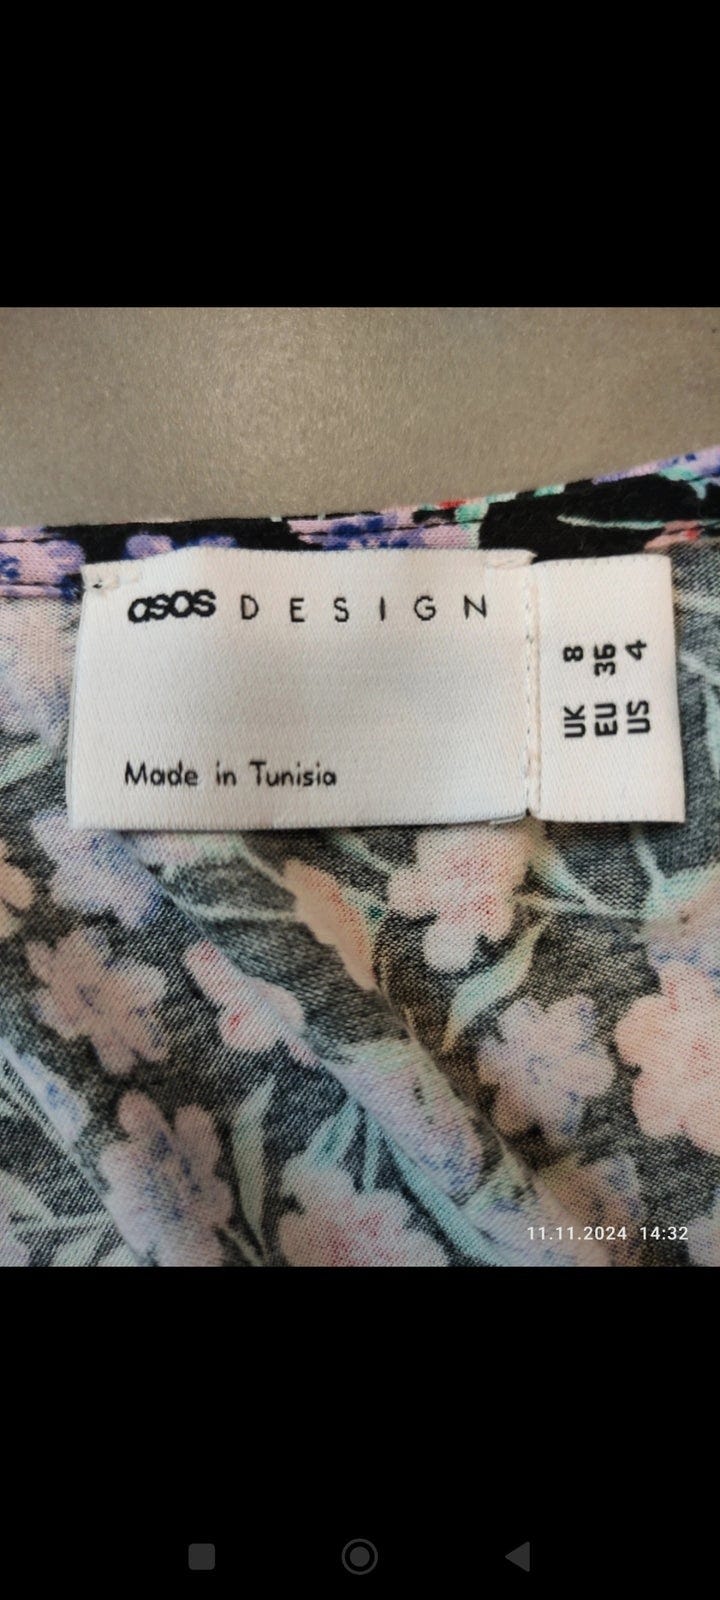 asos DESIGN
Made in Tunisia
UK 8
EU 36
US 4
11.11.2024 14:32